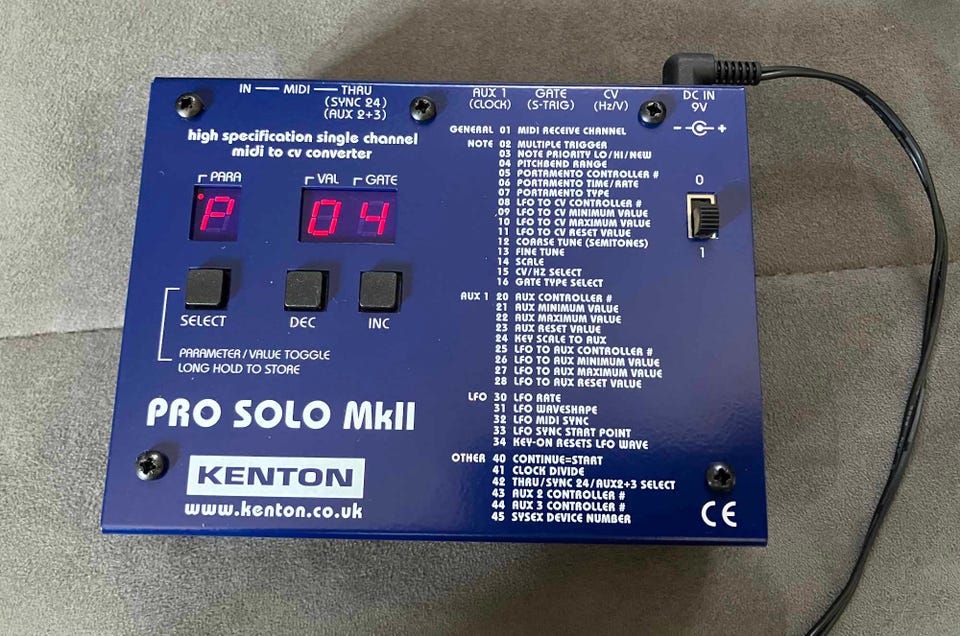 IN — MIDI — THRU
(SYNC 24)
(AUX 2+3)
AUX 1
(CLOCK)
GATE
(S-TRIG)
CV
(Hz/V)
DC IN
9V
- +
high specification single channel
midi to cv converter
PARA
VAL
GATE
P
04
SELECT
DEC
INC
PARAMETER/VALUE TOGGLE
LONG HOLD TO STORE
PRO SOLO MkII
KENTON
www.kenton.co.uk
GENERAL 01 MIDI RECEIVE CHANNEL
NOTE 02 MULTIPLE TRIGGER
03 NOTE PRIORITY LO/HI/NEW
04 PITCHBEND RANGE
05 PORTAMENTO CONTROLLER #
06 PORTAMENTO TIME/RATE
07 PORTAMENTO TYPE
08 LFO TO CV CONTROLLER #
09 LFO TO CV MINIMUM VALUE
10 LFO TO CV MAXIMUM VALUE
11 LFO TO CV RESET VALUE
12 COARSE TUNE (SEMITONES)
13 FINE TUNE
14 SCALE
15 CV/HZ SELECT
16 GATE TYPE SELECT
AUX 1 20 AUX CONTROLLER #
21 AUX MINIMUM VALUE
22 AUX MAXIMUM VALUE
23 AUX RESET VALUE
24 KEY SCALE TO AUX
25 LFO TO AUX CONTROLLER #
26 LFO TO AUX MINIMUM VALUE
27 LFO TO AUX MAXIMUM VALUE
28 LFO TO AUX RESET VALUE
LFO 30 LFO RATE
31 LFO WAVESHAPE
32 LFO MIDI SYNC
33 LFO SYNC START POINT
34 KEY-ON RESETS LFO WAVE
OTHER 40 CONTINUE=START
41 CLOCK DIVIDE
42 THRU/SYNC 24/AUX2+3 SELECT
43 AUX 2 CONTROLLER #
44 AUX 3 CONTROLLER #
45 SYSEX DEVICE NUMBER
0
1
CE